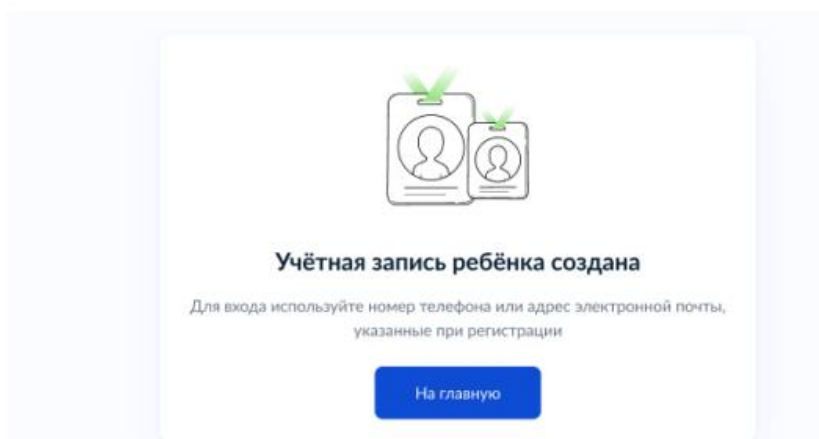 Учётная запись ребёнка создана
Для входа используйте номер телефона или адрес электронной почты,
указанные при регистрации
На главную